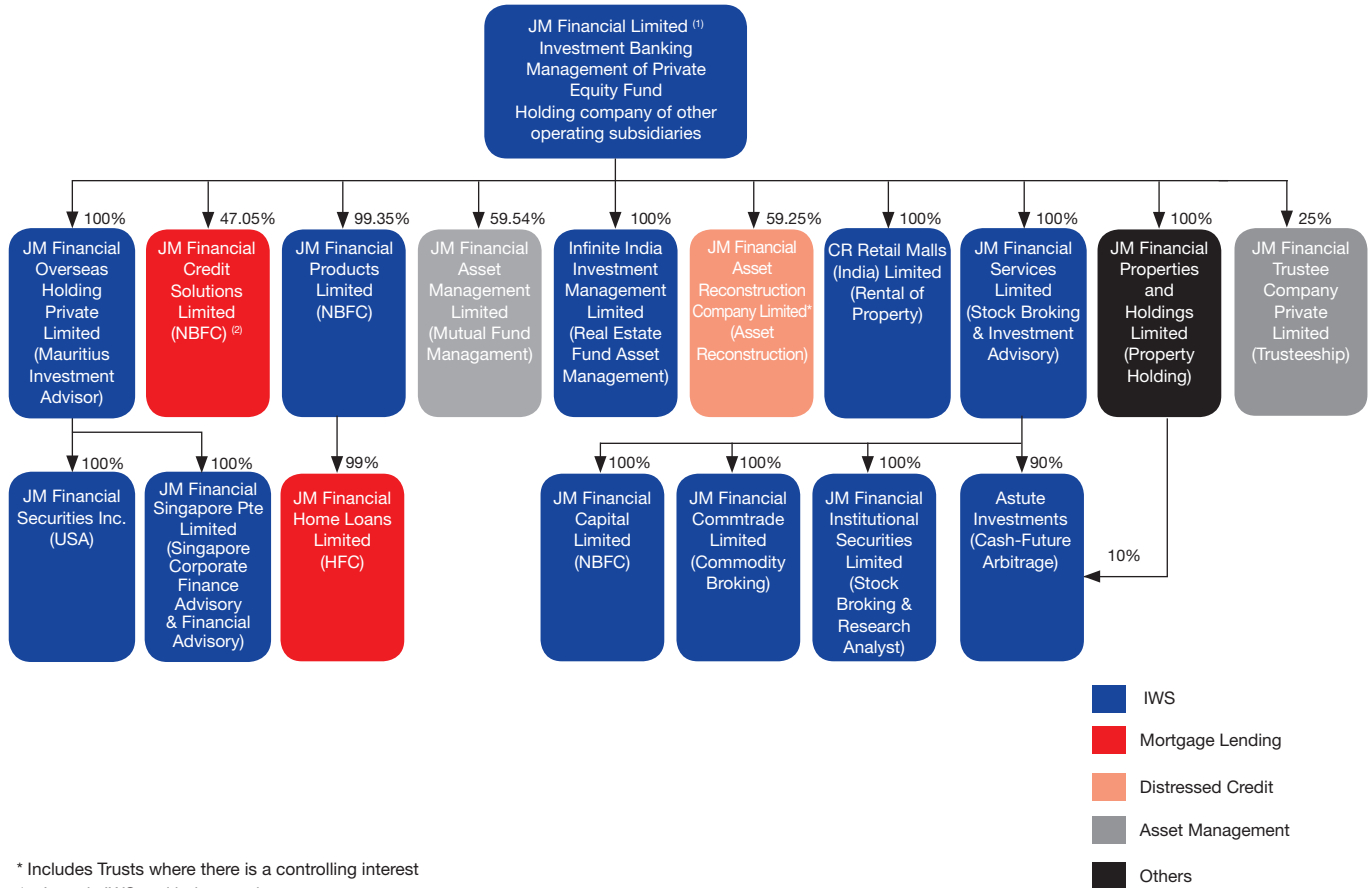 JM Financial Limited (1)
Investment Banking
Management of Private
Equity Fund
Holding company of other
operating subsidiaries
100%
47.05%
99.35%
59.54%
100%
59.25%
100%
100%
100%
25%
JM Financial
Overseas
Holding
Private
Limited
(Mauritius
Investment
Advisor)
JM Financial
Credit
Solutions
Limited
(NBFC) (2)
JM Financial
Products
Limited
(NBFC)
JM Financial
Asset
Management
Limited
(Mutual Fund
Managament)
Infinite India
Investment
Management
Limited
(Real Estate
Fund Asset
Management)
JM Financial
Asset
Reconstruction
Company Limited*
(Asset
Reconstruction)
CR Retail Malls
(India) Limited
(Rental of
Property)
JM Financial
Services
Limited
(Stock Broking
& Investment
Advisory)
JM Financial
Properties
and
Holdings
Limited
(Property
Holding)
JM Financial
Trustee
Company
Private
Limited
(Trusteeship)
100%
100%
99%
100%
100%
100%
90%
JM Financial
Securities Inc.
(USA)
JM Financial
Singapore Pte
Limited
(Singapore
Corporate
Finance
Advisory
& Financial
Advisory)
JM Financial
Home Loans
Limited
(HFC)
JM Financial
Capital
Limited
(NBFC)
JM Financial
Commtrade
Limited
(Commodity
Broking)
JM Financial
Institutional
Securities
Limited
(Stock
Broking &
Research
Analyst)
Astute
Investments
(Cash-Future
Arbitrage)
10%
IWS
Mortgage Lending
Distressed Credit
Asset Management
Others
* Includes Trusts where there is a controlling interest